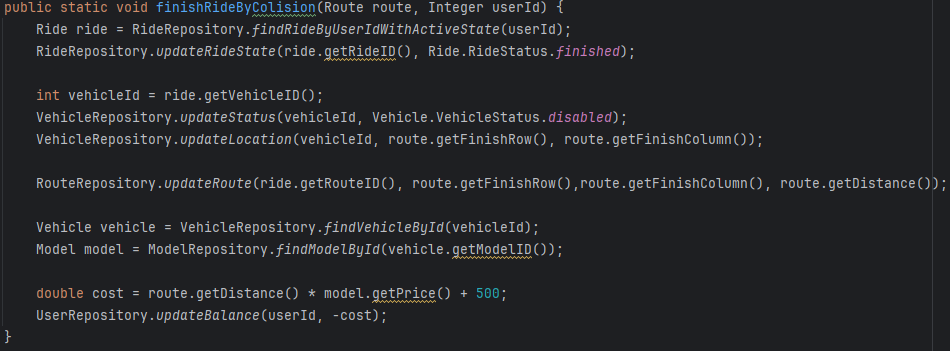 public static void finishRideByColision(Route route, Integer userId) {
    Ride ride = RideRepository.findRideByUserIdWithActiveState(userId);
    RideRepository.updateRideState(ride.getRideID(), Ride.RideStatus.finished);
    int vehicleId = ride.getVehicleID();
    VehicleRepository.updateStatus(vehicleId, Vehicle.VehicleStatus.disabled);
    VehicleRepository.updateLocation(vehicleId, route.getFinishRow(), route.getFinishColumn());
    RouteRepository.updateRoute(ride.getRouteID(), route.getFinishRow(),route.getFinishColumn(), route.getDistance());
    Vehicle vehicle = VehicleRepository.findVehicleById(vehicleId);
    Model model = ModelRepository.findModelById(vehicle.getModelID());
    double cost = route.getDistance() * model.getPrice() + 500;
    UserRepository.updateBalance(userId, -cost);
}